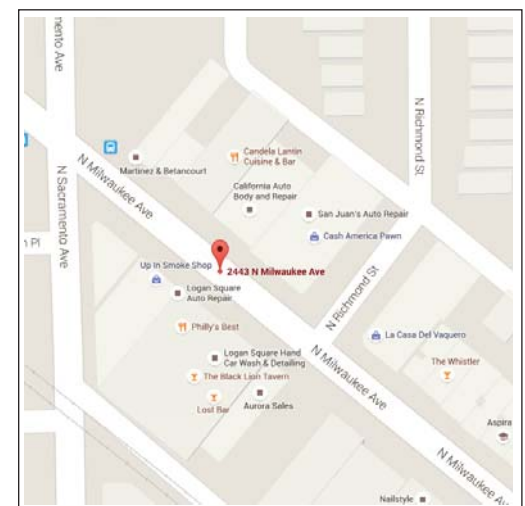 mento Ave
N Sacramento Ave
N Milwaukee Ave
Martinez & Betancourt
Candela Lantin
Cuisine & Bar
California Auto
Body and Repair
San Juan's Auto Repair
Cash America Pawn
N Richmond St
n Pl
Up In Smoke Shop
2443 N Milwaukee Ave
Logan Square
Auto Repair
N Richmond St
Philly's Best
La Casa Del Vaquero
Logan Square Hand
Car Wash & Detailing
N Milwaukee Ave
The Whistler
The Black Lion Tavern
Lost Bar
Aurora Sales
Aspira
N Milwaukee Ave
Nailstyle